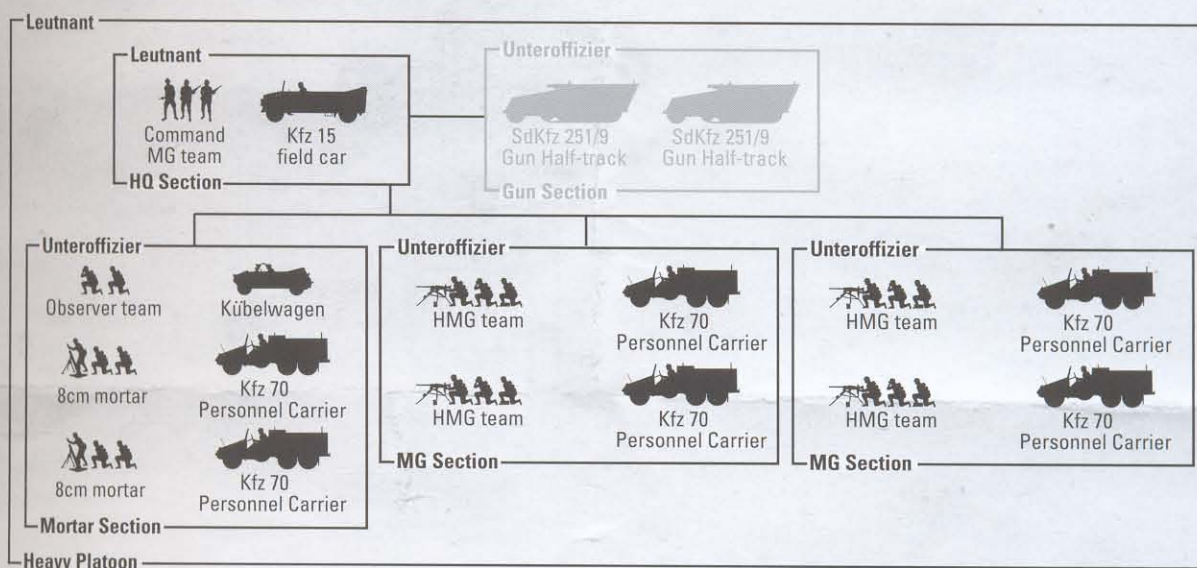 Leutnant
Leutnant
Command
MG team
Kfz 15
field car
HQ Section
Unteroffizier
SdKfz 251/9
Gun Half-track
SdKfz 251/9
Gun Half-track
Gun Section
Unteroffizier
Observer team
Kübelwagen
8cm mortar
Kfz 70
Personnel Carrier
8cm mortar
Kfz 70
Personnel Carrier
Mortar Section
Unteroffizier
HMG team
Kfz 70
Personnel Carrier
HMG team
Kfz 70
Personnel Carrier
MG Section
Unteroffizier
HMG team
Kfz 70
Personnel Carrier
HMG team
Kfz 70
Personnel Carrier
MG Section
Heavy Platoon